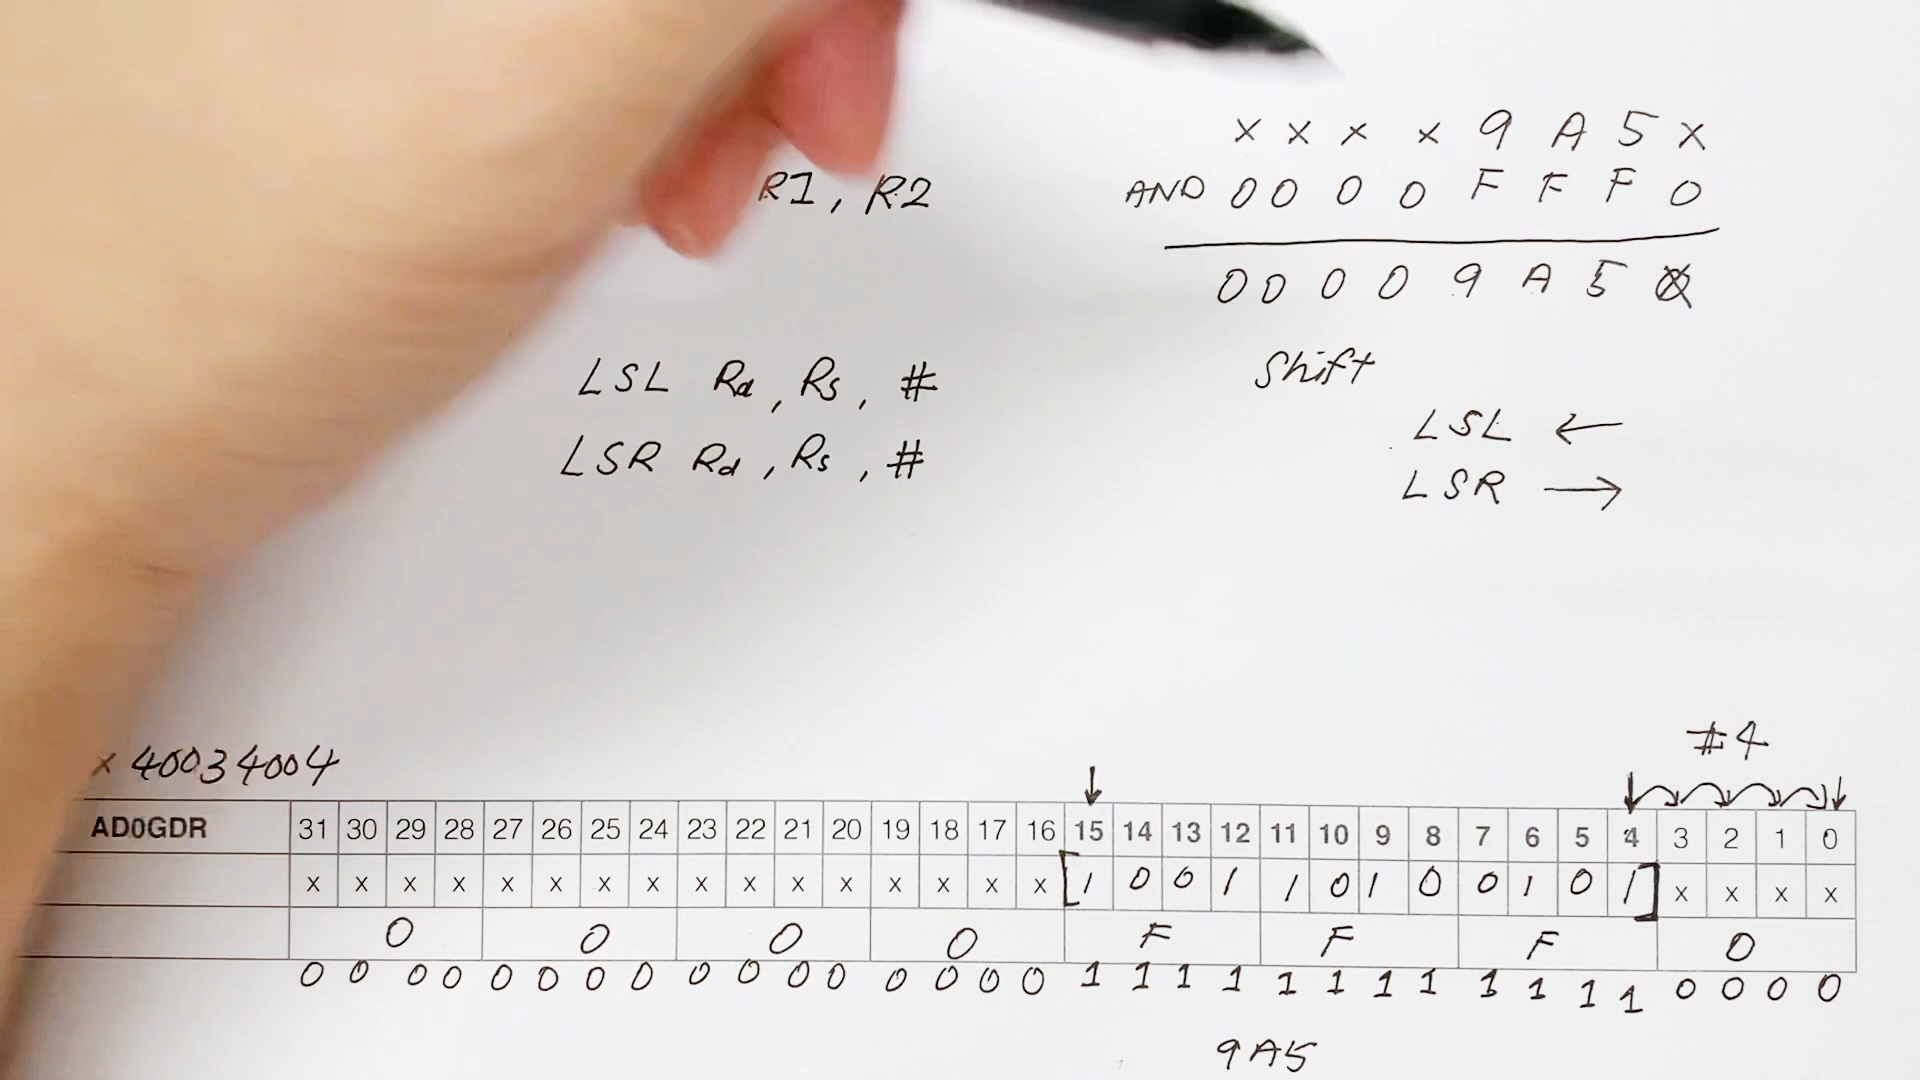 × × × × 9 A 5 ×
R1, R2
AND 0 0 0 0 F F F 0
0 0 0 0 9 A 5
Shift
LSL Rd, Rs, #
LSL ←
LSR Rd, Rs, #
LSR →
#4
× 40034004
AD0GDR 31 30 29 28 27 26 25 24 23 22 21 20 19 18 17 16 15 14 13 12 11 10 9 8 7 6 5 4 3 2 1 0
x x x x x x x x x x x x x x x x [1 0 0 1 1 0 1 0 0 1 0 1] x x x x
0 0 0 0 F F F 0
0 0 0 0 0 0 0 0 0 0 0 0 0 0 0 0 1 1 1 1 1 1 1 1 1 1 1 1 0 0 0 0
9A5